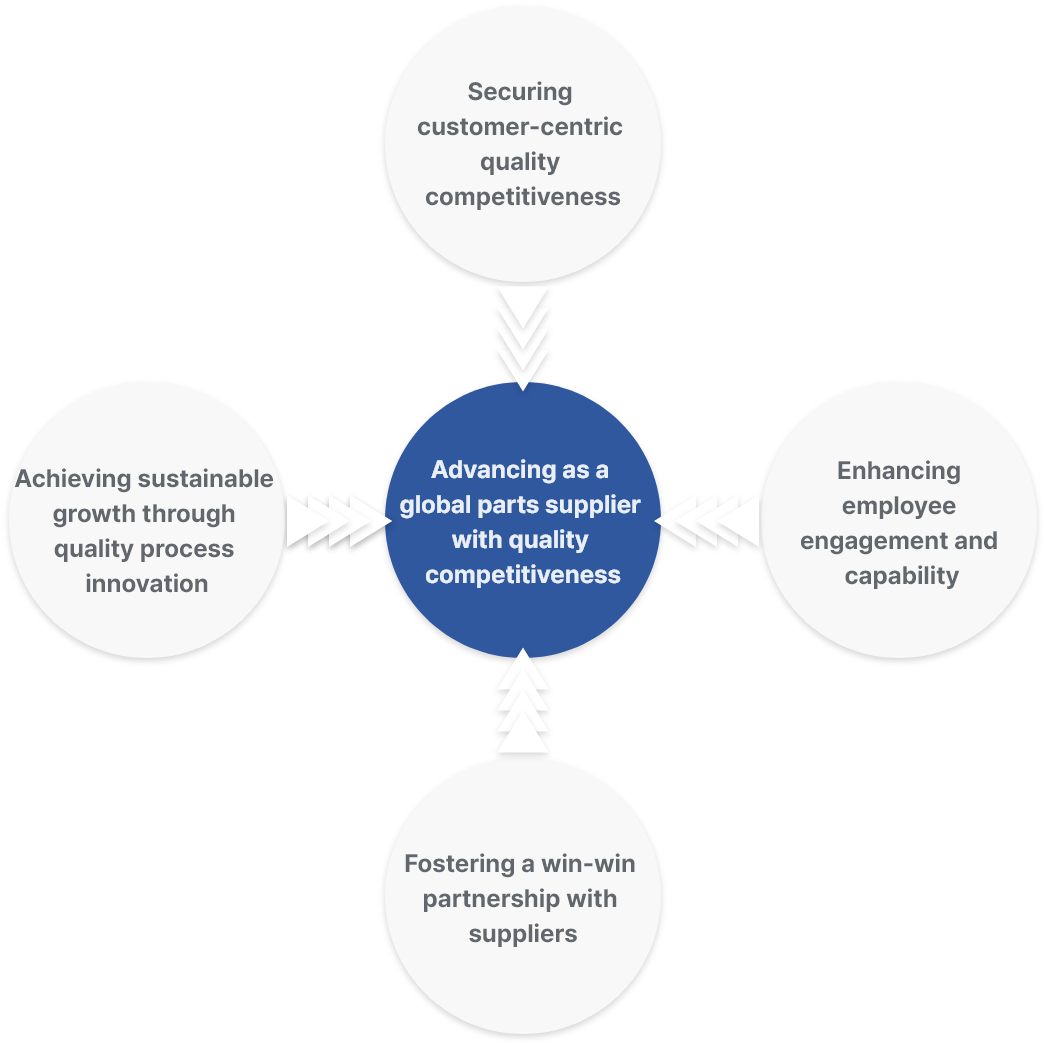 Securing
customer-centric
quality
competitiveness
Achieving sustainable
growth through
quality process
innovation
Advancing as a
global parts supplier
with quality
competitiveness
Enhancing
employee
engagement and
capability
Fostering a win-win
partnership with
suppliers